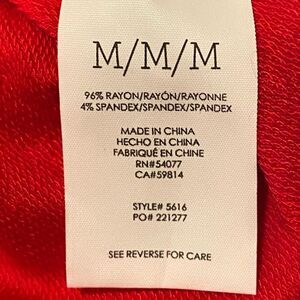 M/M/M
96% RAYON/RAYÓN/RAYONNE
4% SPANDEX/SPANDEX/SPANDEX
MADE IN CHINA
HECHO EN CHINA
FABRIQUÉ EN CHINE
RN#54077
CA#59814
STYLE# 5616
PO# 221277
SEE REVERSE FOR CARE